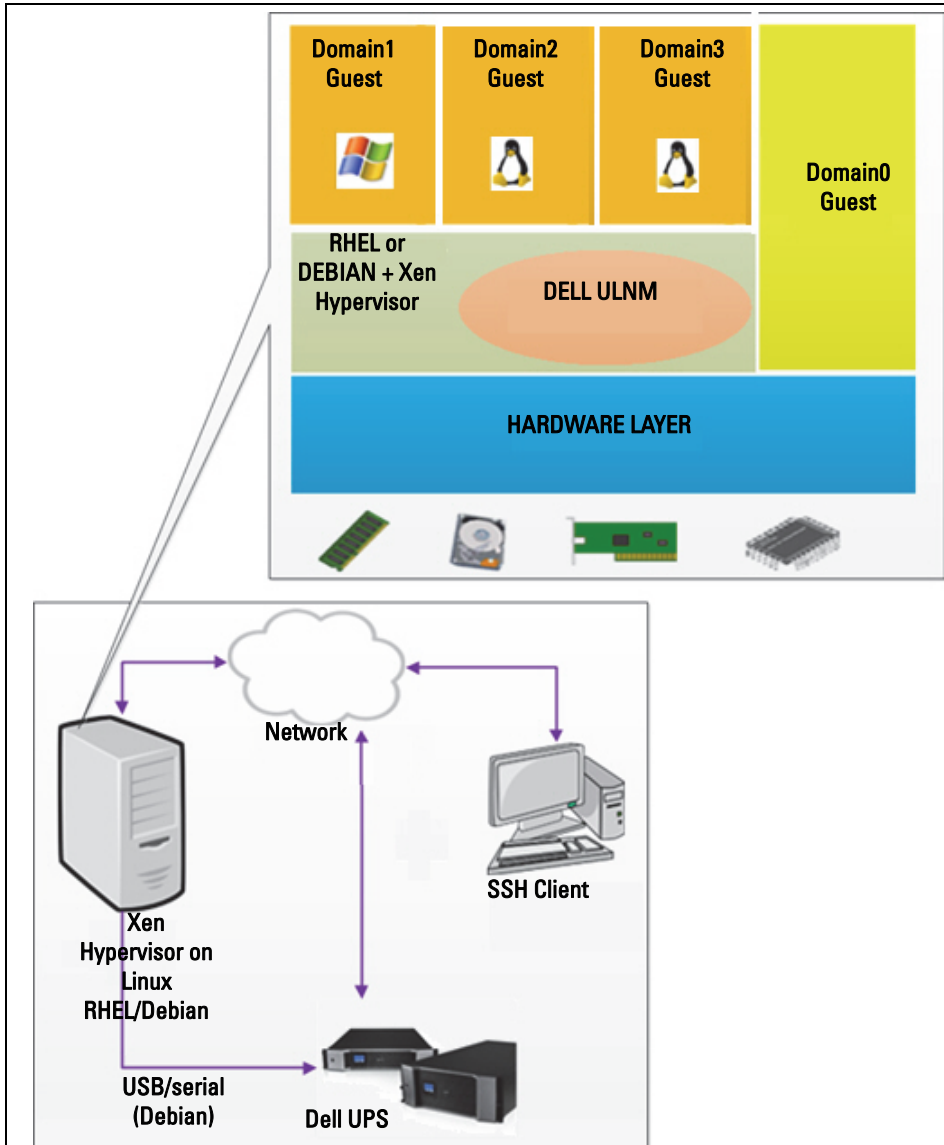 Domain1
Guest
Domain2
Guest
Domain3
Guest
Domain0
Guest
RHEL or
DEBIAN + Xen
Hypervisor
DELL ULNM
HARDWARE LAYER
Network
SSH Client
Xen
Hypervisor on
Linux
RHEL/Debian
USB/serial
(Debian)
Dell UPS